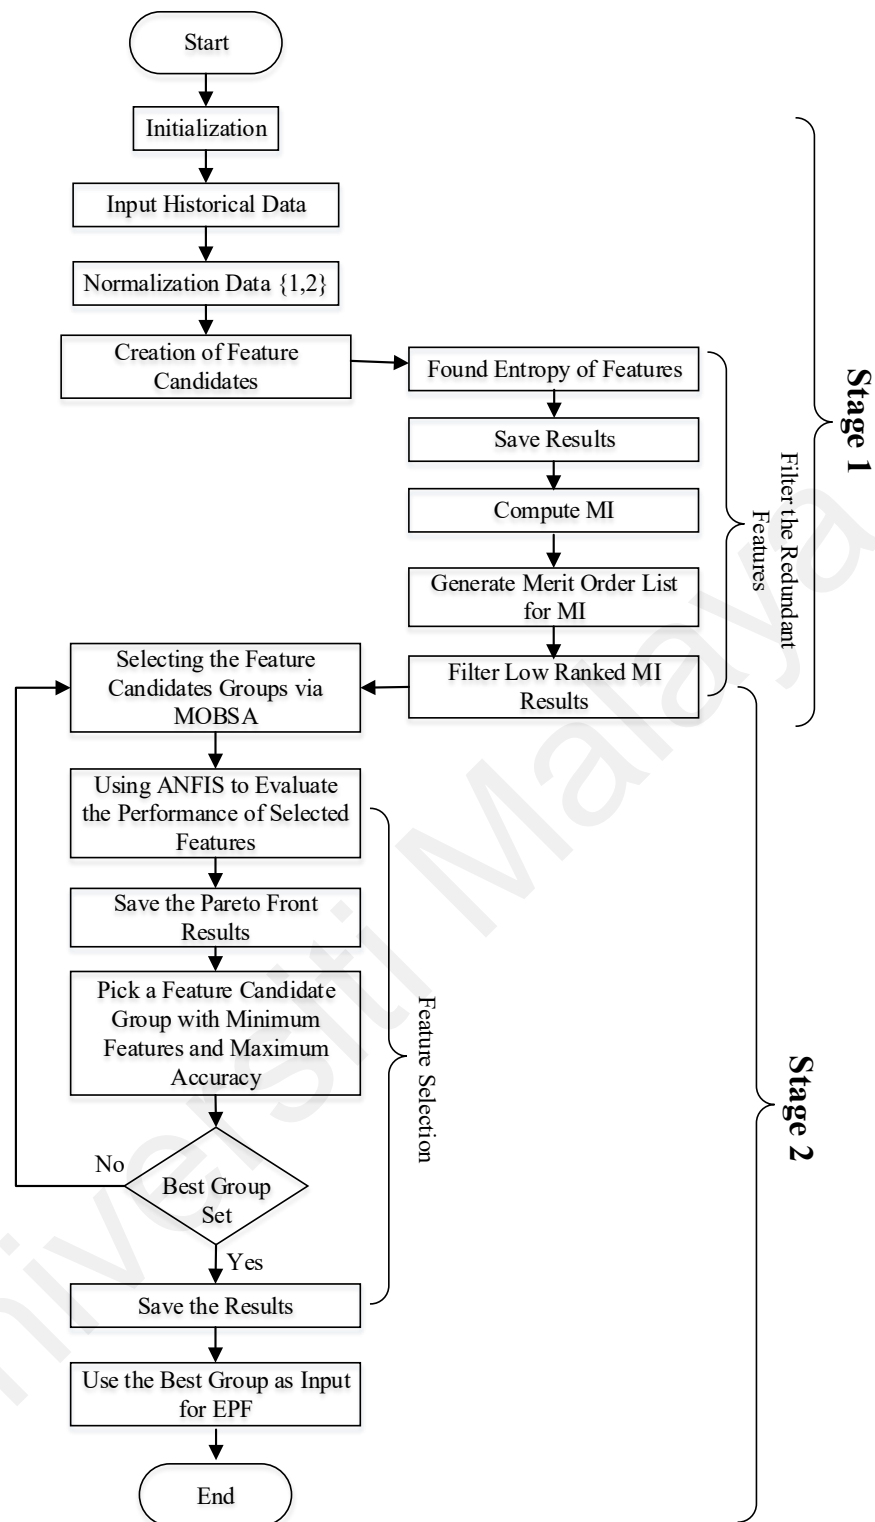 Start
Initialization
Input Historical Data
Normalization Data {1,2}
Creation of Feature
Candidates
Found Entropy of Features
Save Results
Compute MI
Generate Merit Order List
for MI
Filter Low Ranked MI
Results
Filter the Redundant
Features
Stage 1
Selecting the Feature
Candidates Groups via
MOBSA
Using ANFIS to Evaluate
the Performance of Selected
Features
Save the Pareto Front
Results
Pick a Feature Candidate
Group with Minimum
Features and Maximum
Accuracy
No
Best Group
Set
Yes
Save the Results
Feature Selection
Stage 2
Use the Best Group as Input
for EPF
End
niversiti Malaya